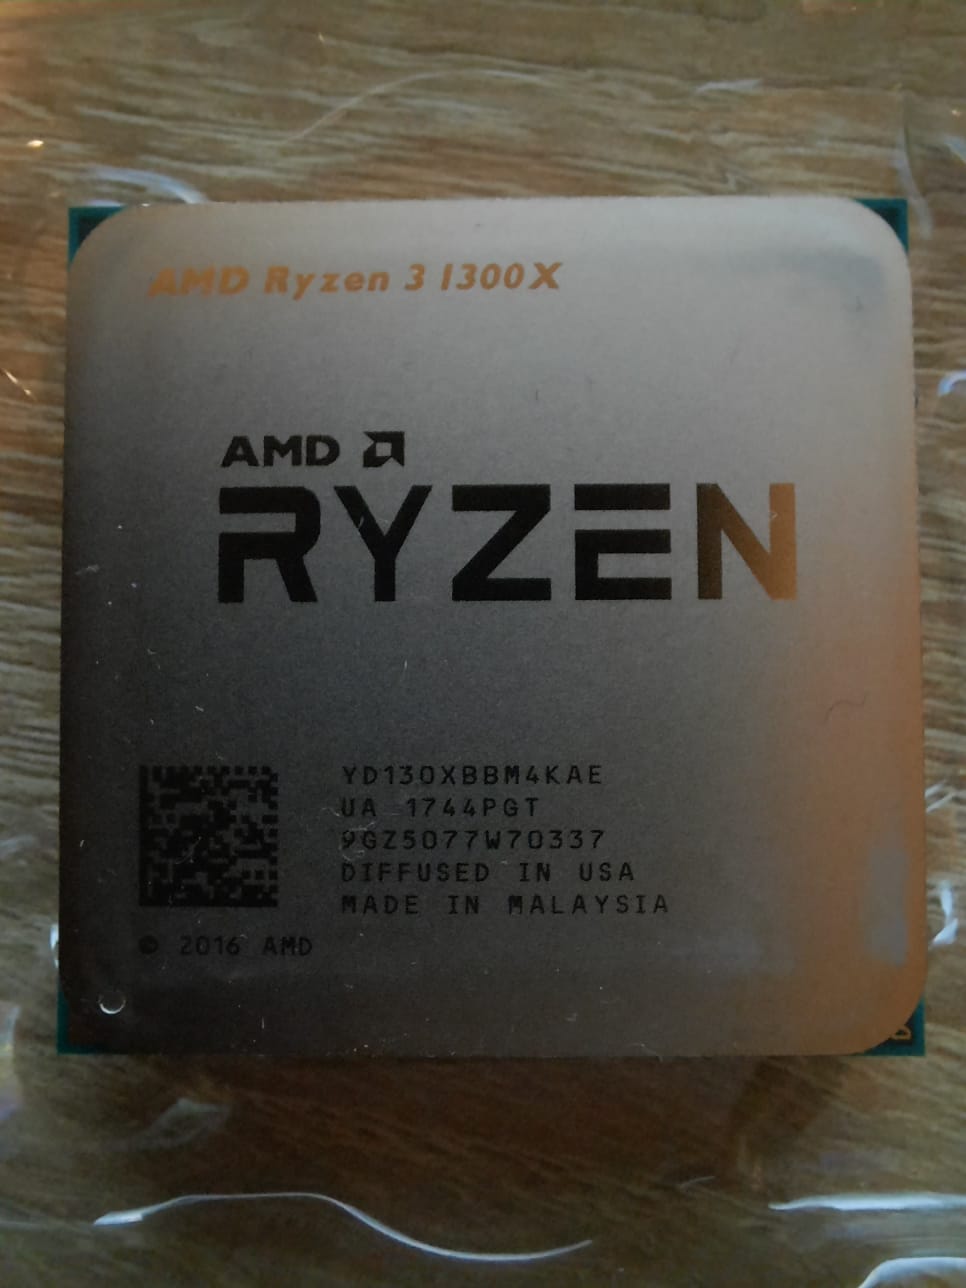 AMD Ryzen 3 1300X
AMD
RYZEN
YD130XBBM4KAE
UA 1744PGT
9GZ5077W70337
DIFFUSED IN USA
MADE IN MALAYSIA
© 2016 AMD